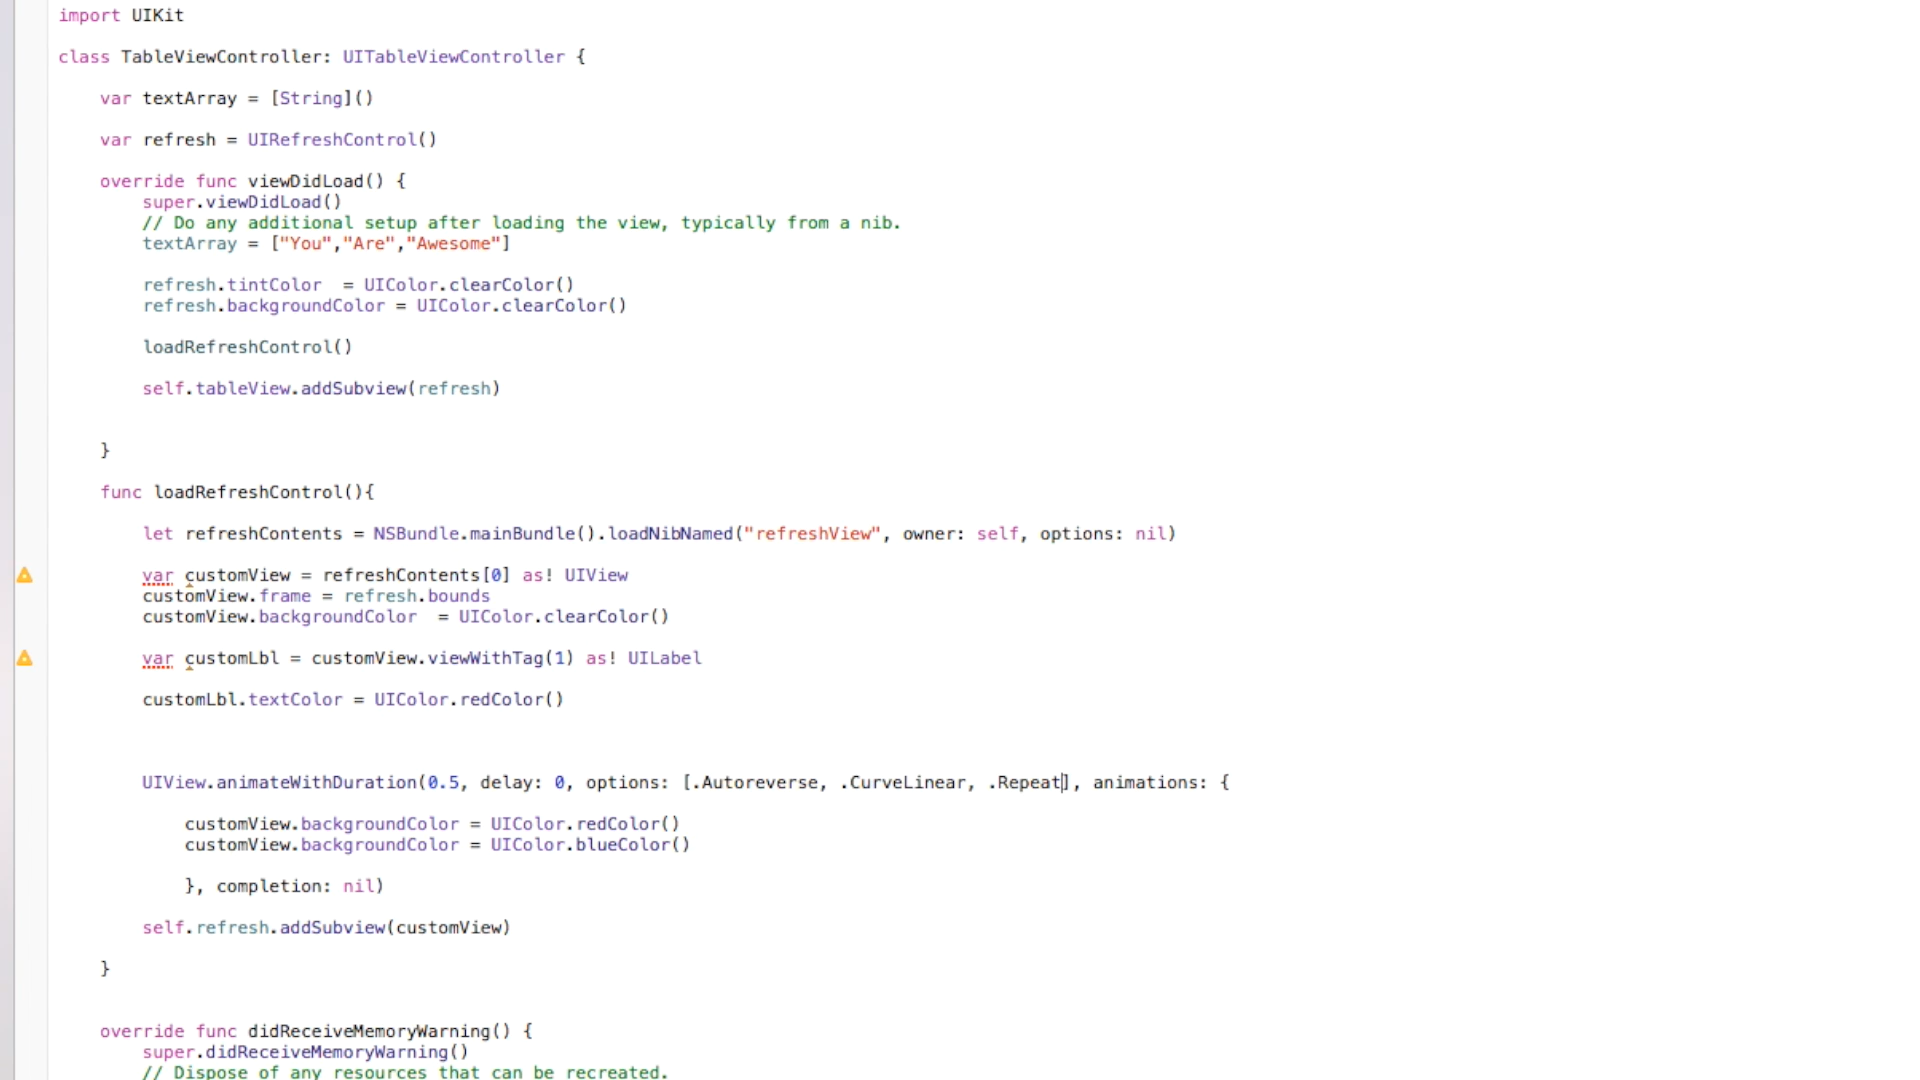 import UIKit
class TableViewController: UITableViewController {
var textArray = [String]()
var refresh = UIRefreshControl()
override func viewDidLoad() {
super.viewDidLoad()
// Do any additional setup after loading the view, typically from a nib.
textArray = ["You","Are","Awesome"]
refresh.tintColor  = UIColor.clearColor()
refresh.backgroundColor = UIColor.clearColor()
loadRefreshControl()
self.tableView.addSubview(refresh)
}
func loadRefreshControl(){
let refreshContents = NSBundle.mainBundle().loadNibNamed("refreshView", owner: self, options: nil)
var customView = refreshContents[0] as! UIView
customView.frame = refresh.bounds
customView.backgroundColor  = UIColor.clearColor()
var customLbl = customView.viewWithTag(1) as! UILabel
customLbl.textColor = UIColor.redColor()
UIView.animateWithDuration(0.5, delay: 0, options: [.Autoreverse, .CurveLinear, .Repeat], animations: {
customView.backgroundColor = UIColor.redColor()
customView.backgroundColor = UIColor.blueColor()
}, completion: nil)
self.refresh.addSubview(customView)
}
override func didReceiveMemoryWarning() {
super.didReceiveMemoryWarning()
// Dispose of any resources that can be recreated.